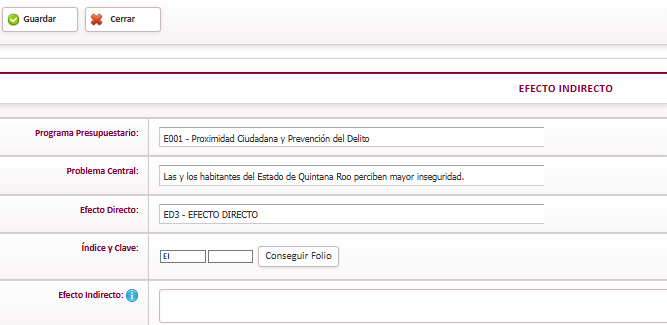 Guardar
Cerrar
EFECTO INDIRECTO
Programa Presupuestario:
E001 - Proximidad Ciudadana y Prevención del Delito
Problema Central:
Las y los habitantes del Estado de Quintana Roo perciben mayor inseguridad.
Efecto Directo:
ED3 - EFECTO DIRECTO
Índice y Clave:
EI
Conseguir Folio
Efecto Indirecto: